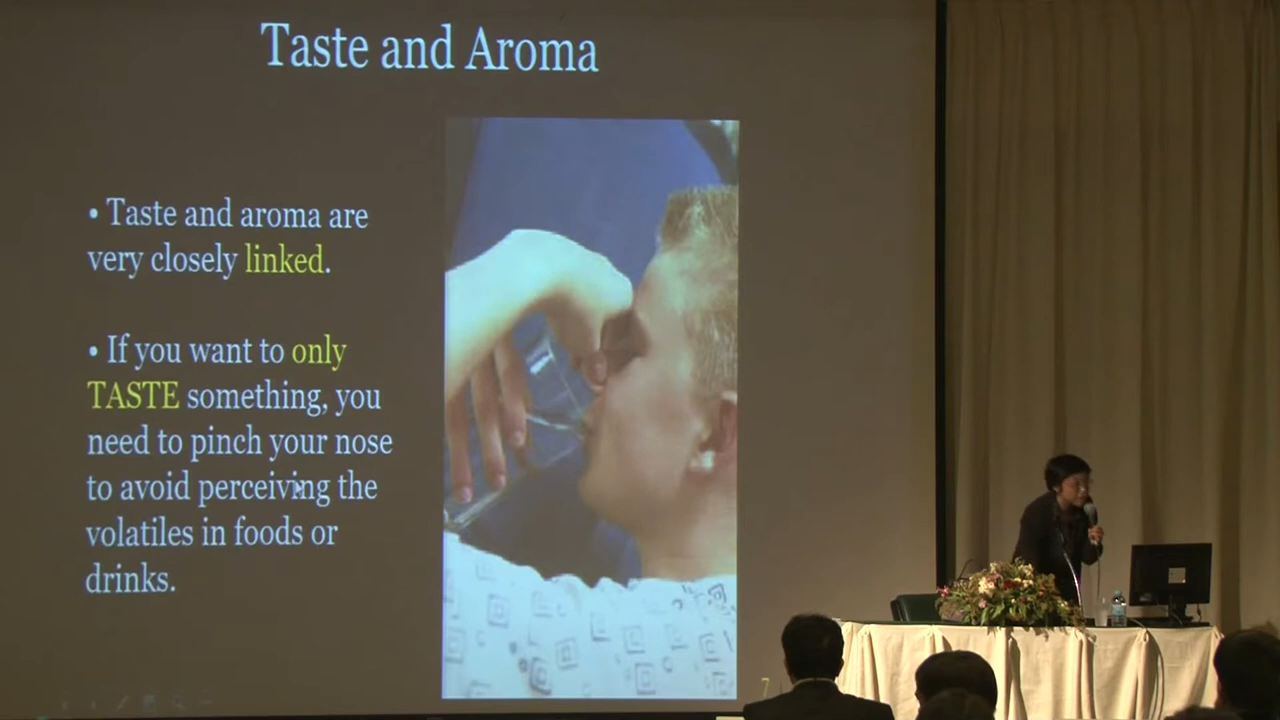 Taste and Aroma
• Taste and aroma are
very closely linked.
• If you want to only
TASTE something, you
need to pinch your nose
to avoid perceiving the
volatiles in foods or
drinks.
7